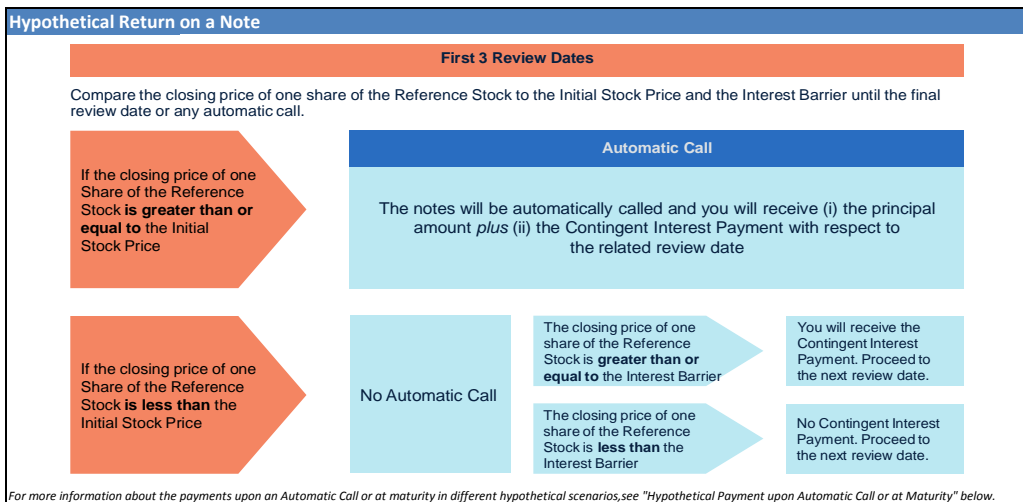 Hypothetical Return on a Note
First 3 Review Dates
Compare the closing price of one share of the Reference Stock to the Initial Stock Price and the Interest Barrier until the final
review date or any automatic call.
If the closing price of one
Share of the Reference
Stock is greater than or
equal to the Initial
Stock Price
Automatic Call
The notes will be automatically called and you will receive (i) the principal
amount plus (ii) the Contingent Interest Payment with respect to
the related review date
If the closing price of one
Share of the Reference
Stock is less than the
Initial Stock Price
No Automatic Call
The closing price of one
share of the Reference
Stock is greater than or
equal to the Interest Barrier
You will receive the
Contingent Interest
Payment. Proceed to
the next review date.
The closing price of one
share of the Reference
Stock is less than the
Interest Barrier
No Contingent Interest
Payment. Proceed to
the next review date.
For more information about the payments upon an Automatic Call or at maturity in different hypothetical scenarios,see "Hypothetical Payment upon Automatic Call or at Maturity" below.